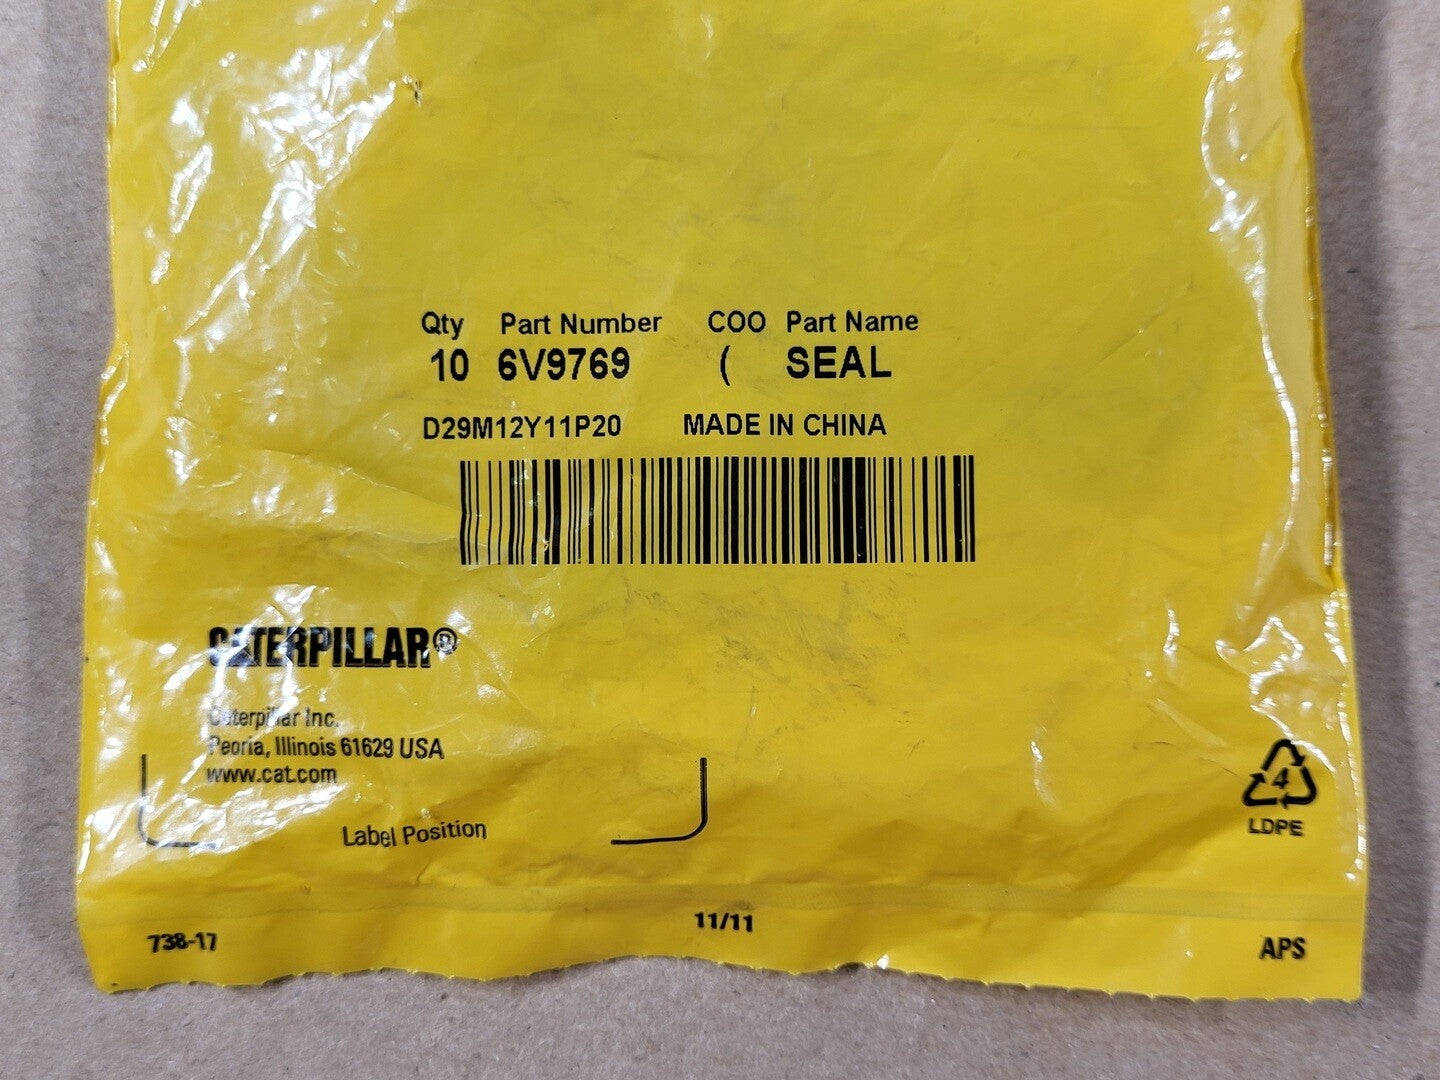 Qty Part Number COO Part Name
10 6V9769 ( SEAL
D29M12Y11P20 MADE IN CHINA
CATERPILLAR®
Caterpillar Inc.
Peoria, Illinois 61629 USA
www.cat.com
Label Position
4
LDPE
738-17 11/11 APS